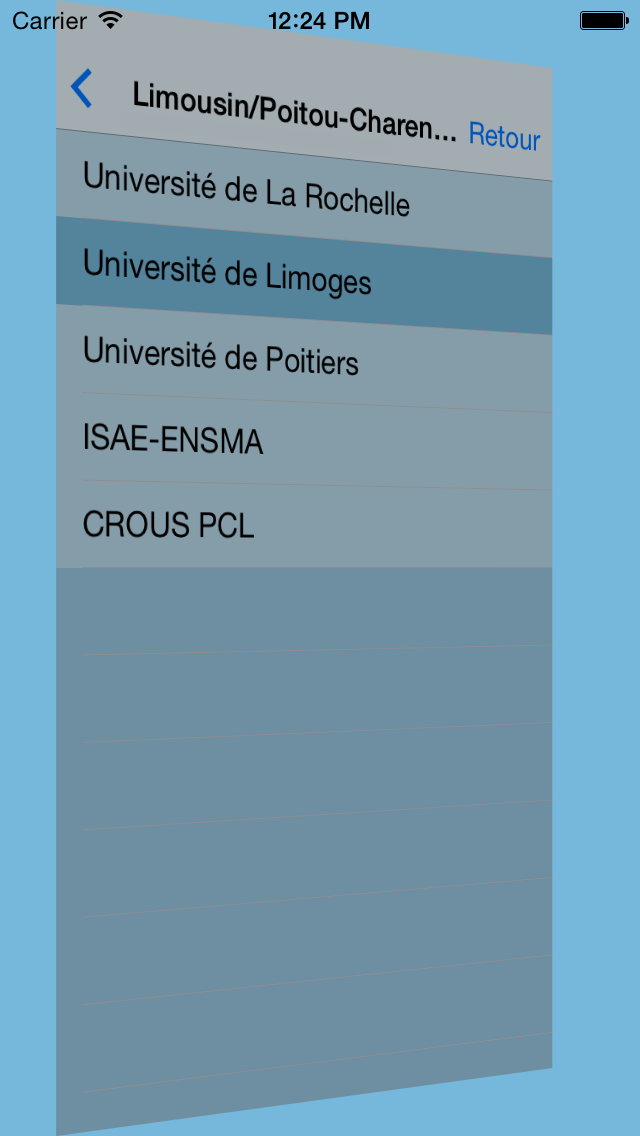 Carrier 12:24 PM
Limousin/Poitou-Charen... Retour
Université de La Rochelle
Université de Limoges
Université de Poitiers
ISAE-ENSMA
CROUS PCL